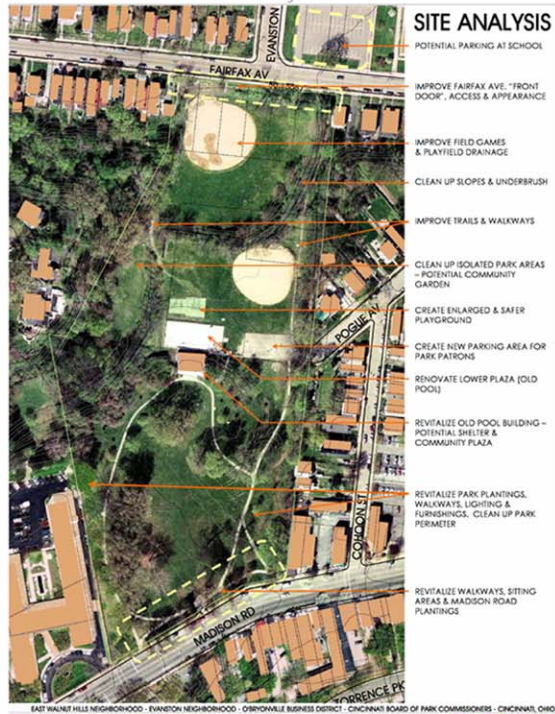 SITE ANALYSIS
POTENTIAL PARKING AT SCHOOL
EVANSTON
FAIRFAX AV
IMPROVE FAIRFAX AVE. "FRONT
DOOR", ACCESS & APPEARANCE
IMPROVE FIELD GAMES
& PLAYFIELD DRAINAGE
CLEAN UP SLOPES & UNDERBRUSH
IMPROVE TRAILS & WALKWAYS
CLEAN UP ISOLATED PARK AREAS
– POTENTIAL COMMUNITY
GARDEN
CREATE ENLARGED & SAFER
PLAYGROUND
POGUE AV
CREATE NEW PARKING AREA FOR
PARK PATRONS
RENOVATE LOWER PLAZA (OLD
POOL)
REVITALIZE OLD POOL BUILDING –
POTENTIAL SHELTER &
COMMUNITY PLAZA
REVITALIZE PARK PLANTINGS,
WALKWAYS, LIGHTING &
FURNISHINGS. CLEAN UP PARK
PERIMETER
COHOON ST
REVITALIZE WALKWAYS, SITTING
AREAS & MADISON ROAD
PLANTINGS
MADISON RD
TORRENCE PK
EAST WALNUT HILLS NEIGHBORHOOD - EVANSTON NEIGHBORHOOD - O'BRYONVILLE BUSINESS DISTRICT - CINCINNATI BOARD OF PARK COMMISSIONERS - CINCINNATI, OHIO